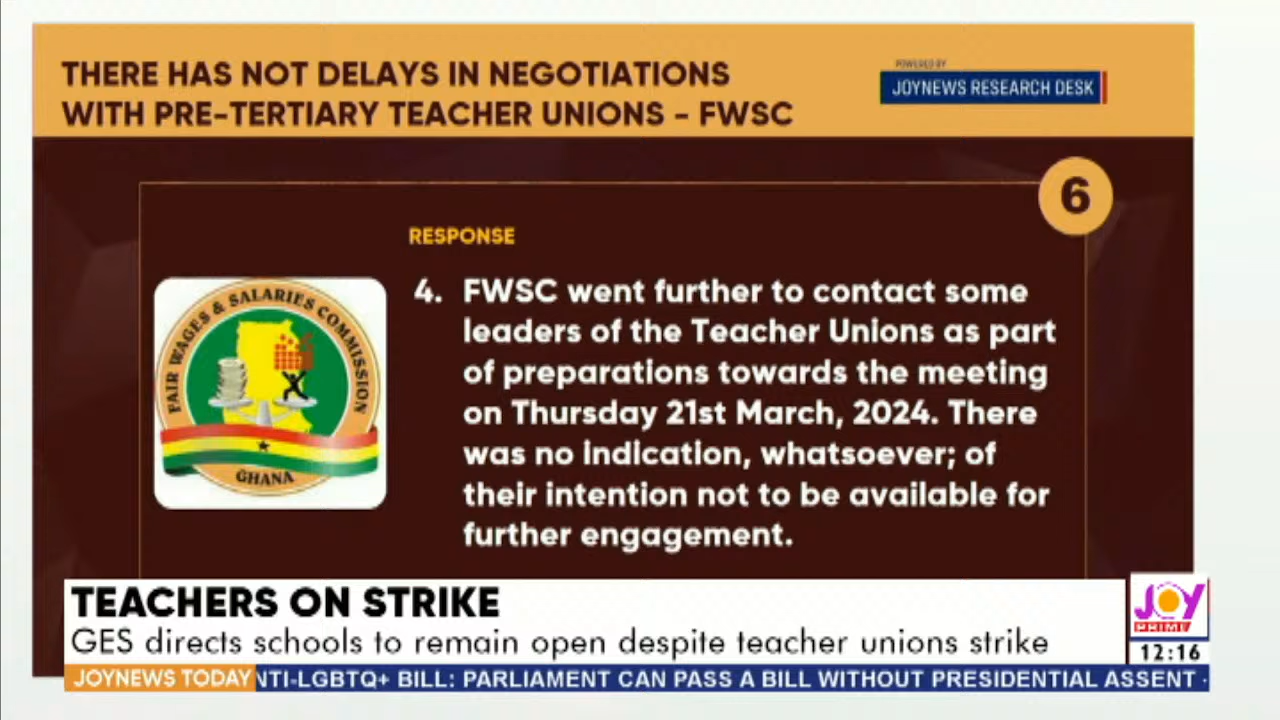 THERE HAS NOT DELAYS IN NEGOTIATIONS
WITH PRE-TERTIARY TEACHER UNIONS - FWSC
POWERED BY
JOYNEWS RESEARCH DESK
6
RESPONSE
FAIR WAGES & SALARIES COMMISSION
GHANA
4. FWSC went further to contact some
leaders of the Teacher Unions as part
of preparations towards the meeting
on Thursday 21st March, 2024. There
was no indication, whatsoever; of
their intention not to be available for
further engagement.
TEACHERS ON STRIKE
GES directs schools to remain open despite teacher unions strike
JOY
PRIME
12:16
JOYNEWS TODAY
NTI-LGBTQ+ BILL: PARLIAMENT CAN PASS A BILL WITHOUT PRESIDENTIAL ASSENT -